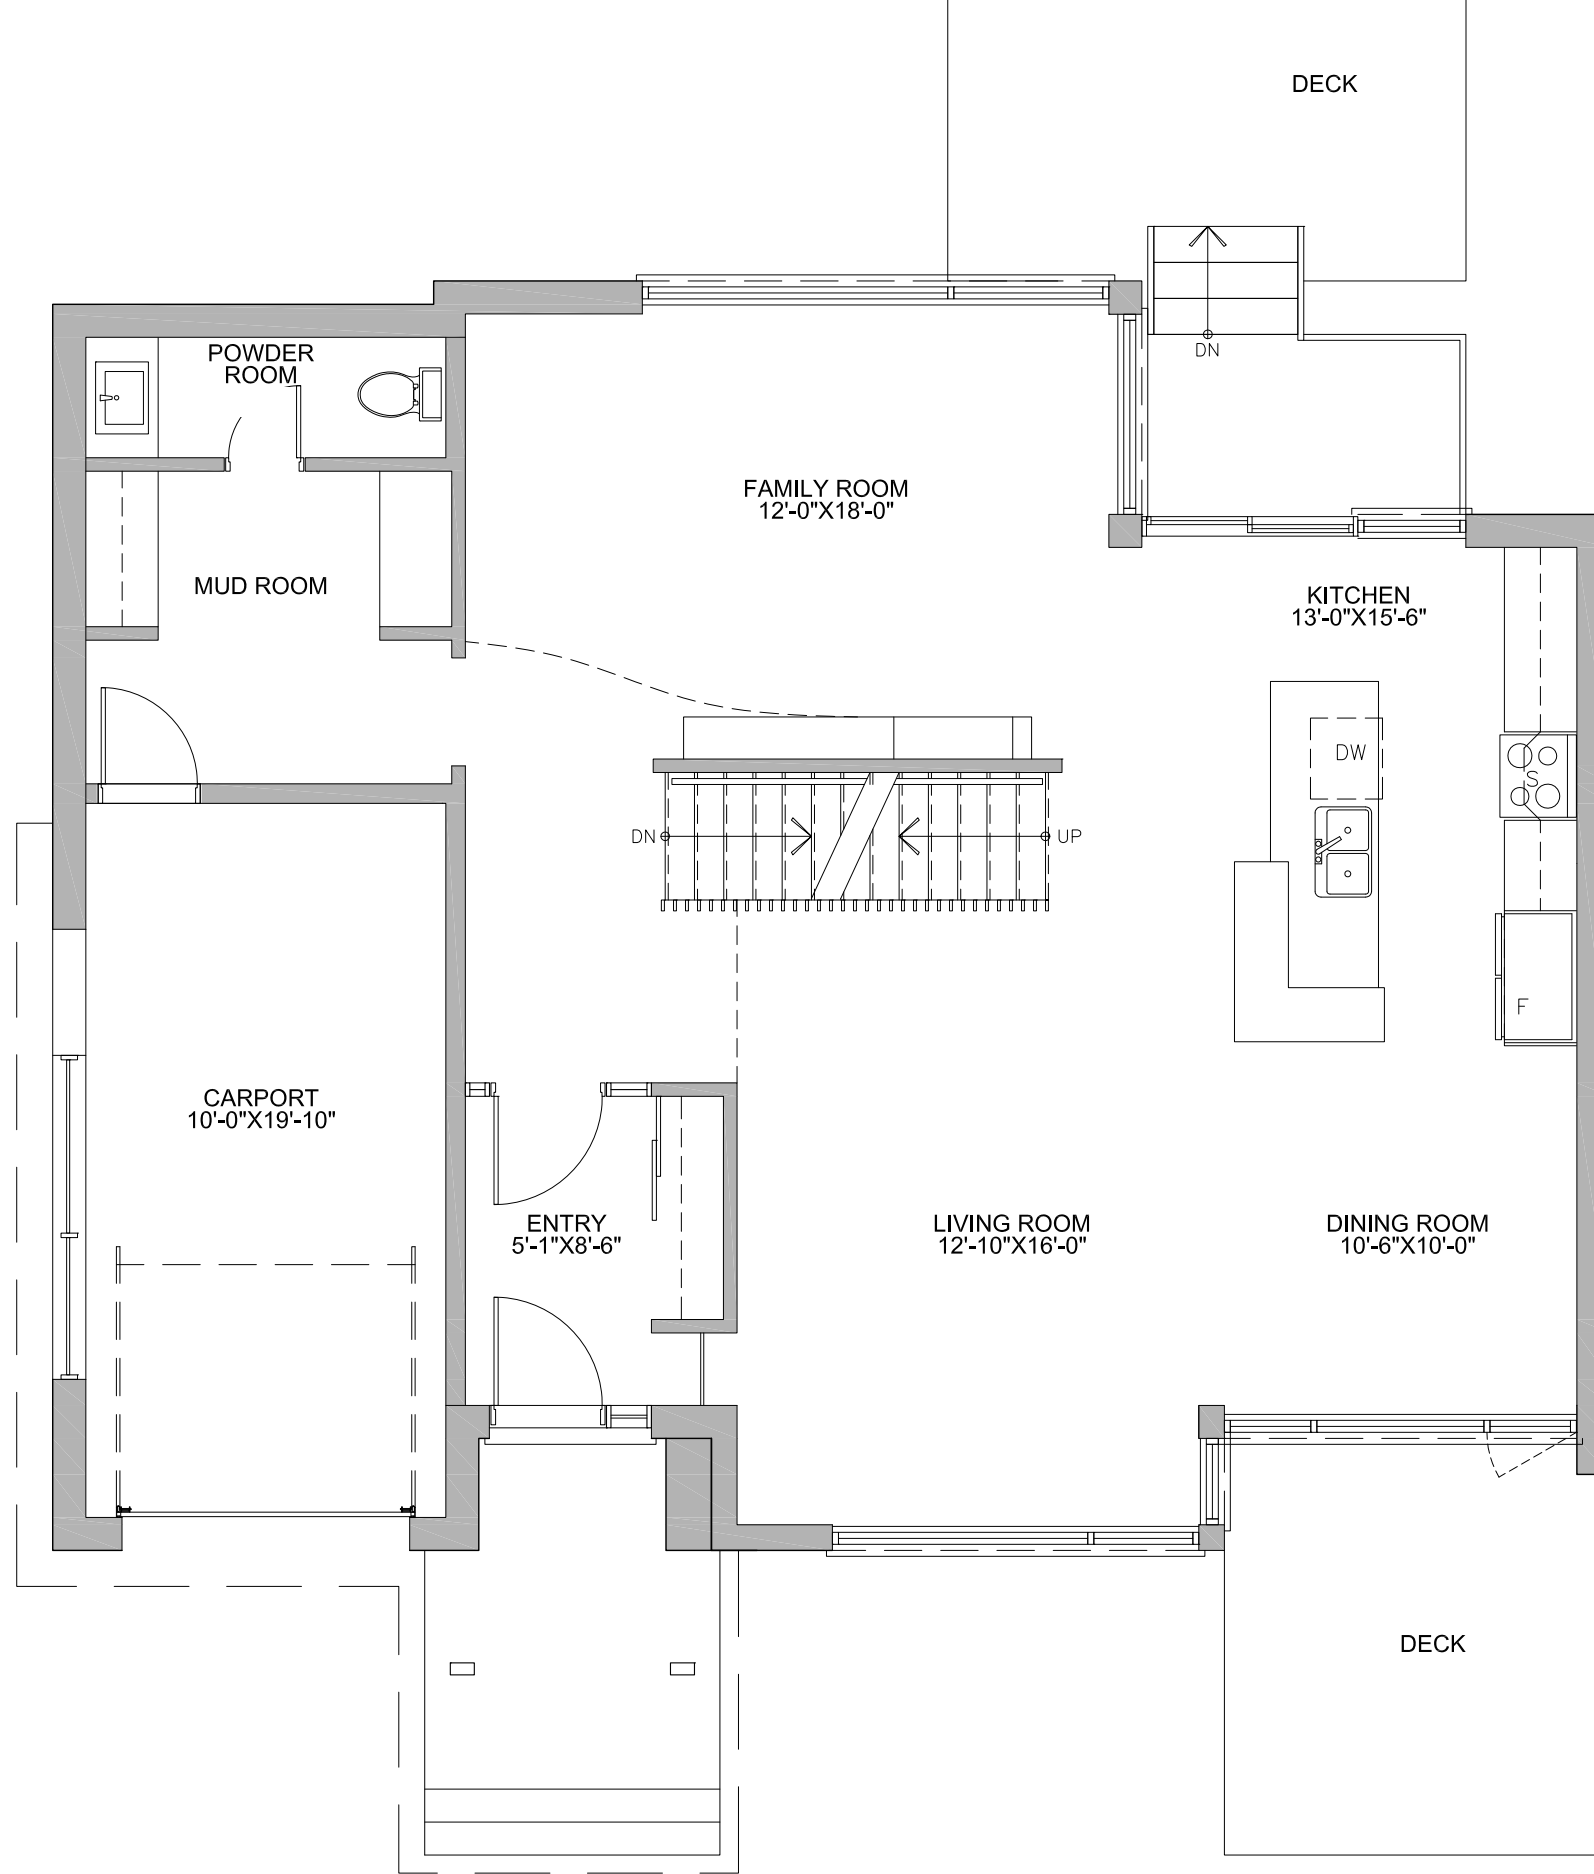 DECK
DN
POWDER
ROOM
FAMILY ROOM
12'-0"X18'-0"
MUD ROOM
KITCHEN
13'-0"X15'-6"
DW
S
DN
UP
F
CARPORT
10'-0"X19'-10"
ENTRY
5'-1"X8'-6"
LIVING ROOM
12'-10"X16'-0"
DINING ROOM
10'-6"X10'-0"
DECK